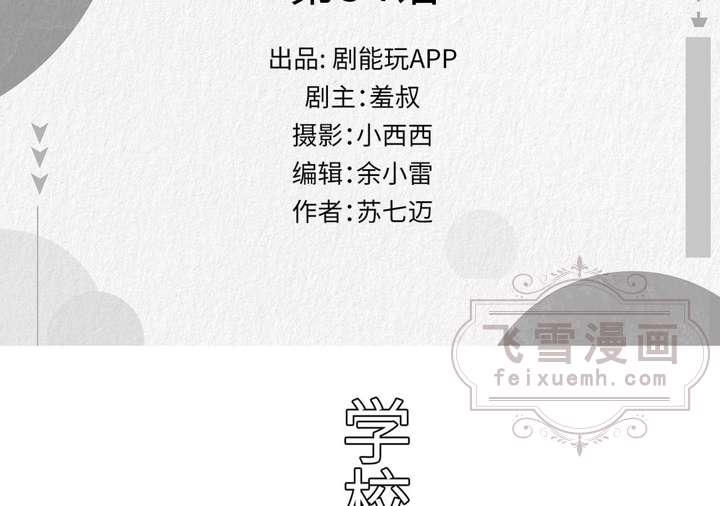 出品: 剧能玩APP
剧主:羞叔
摄影:小西西
编辑:余小雷
作者:苏七迈
飞雪漫画
feixuemh.com
学
校